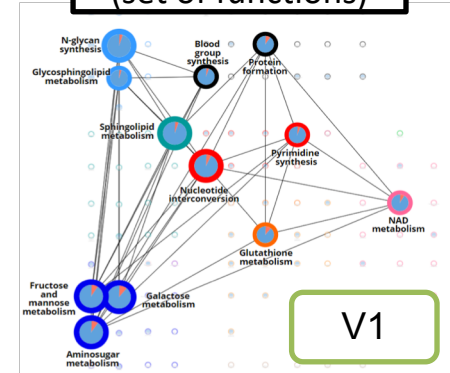 (set of functions)
N-glycan
synthesis
Blood
group
synthesis
Protein
formation
Glycosphingolipid
metabolism
Sphingolipid
metabolism
Pyrimidine
synthesis
Nucleotide
interconversion
NAD
metabolism
Glutathione
metabolism
Fructose
and
mannose
metabolism
Galactose
metabolism
Aminosugar
metabolism
V1